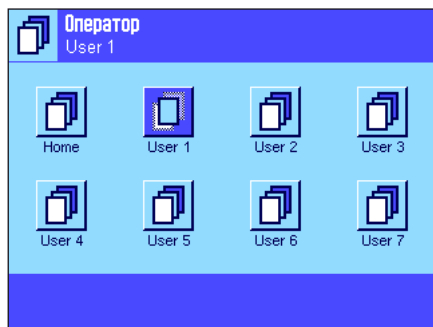 Оператор
User 1
Home
User 1
User 2
User 3
User 4
User 5
User 6
User 7